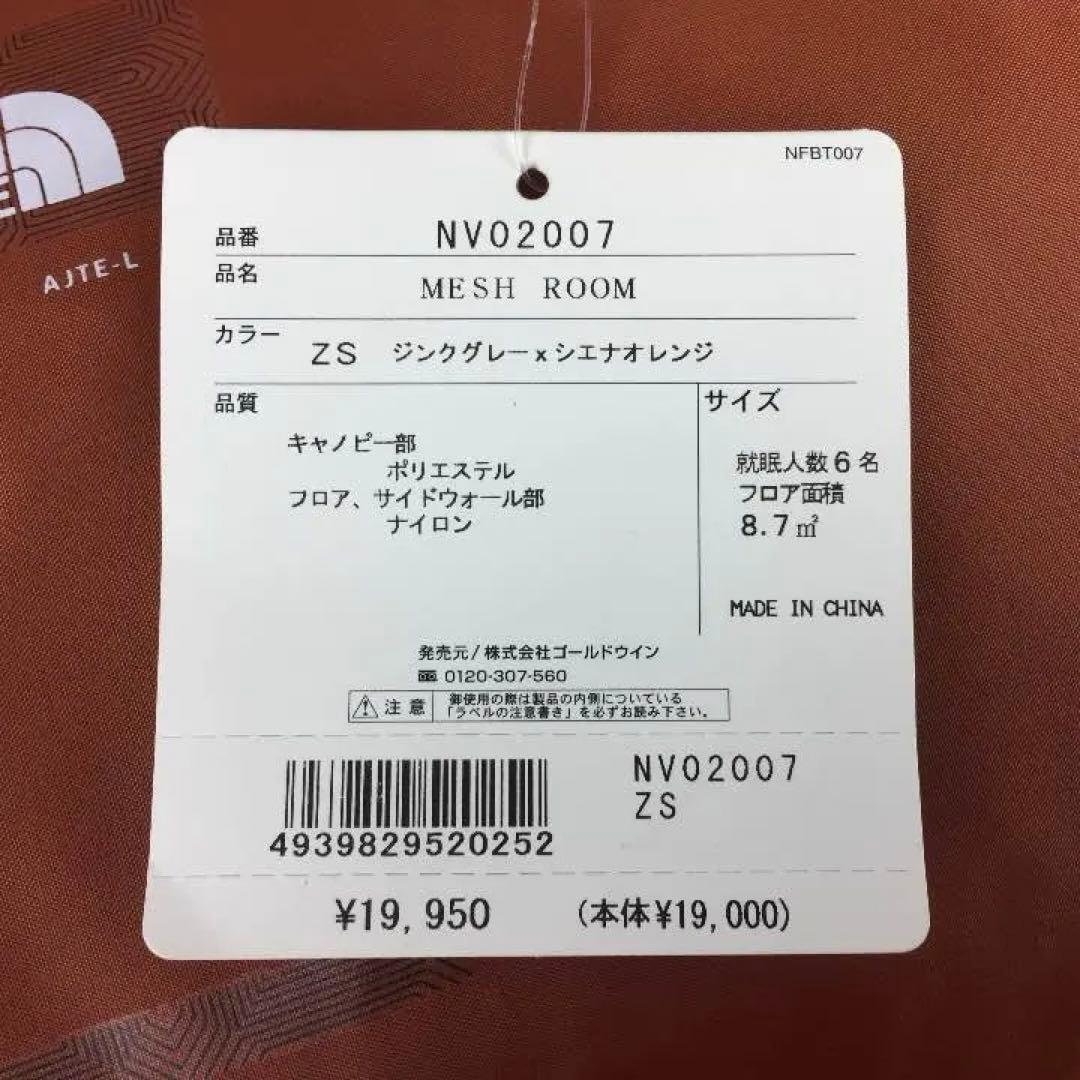 NFBT007
品番 NV02007
品名 MESH ROOM
カラー ZS ジンクグレーxシエナオレンジ
品質
キャノピー部
ポリエステル
フロア、サイドウォール部
ナイロン
サイズ
就眠人数6名
フロア面積
8.7㎡
MADE IN CHINA
発売元/株式会社ゴールドウイン
0120-307-560
注意
御使用の際は製品の内側についている
「ラベルの注意書き」を必ずお読み下さい。
4939829520252
NV02007
ZS
¥19,950 (本体¥19,000)
E
AJTE-L